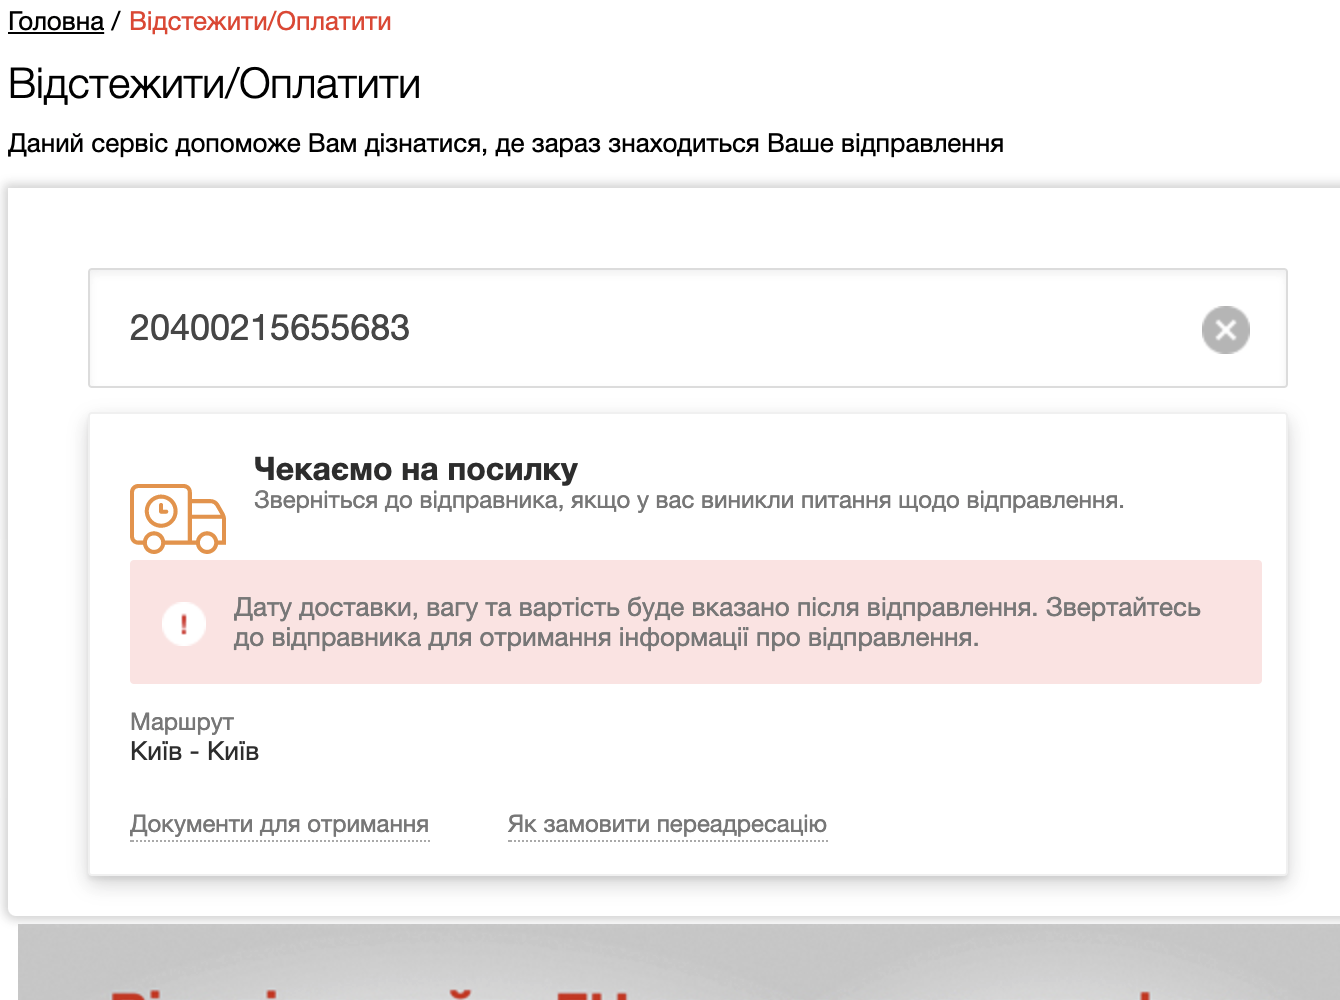 Головна / Відстежити/Оплатити
Відстежити/Оплатити
Даний сервіс допоможе Вам дізнатися, де зараз знаходиться Ваше відправлення
20400215655683
Чекаємо на посилку
Зверніться до відправника, якщо у вас виникли питання щодо відправлення.
Дату доставки, вагу та вартість буде вказано після відправлення. Звертайтесь
до відправника для отримання інформації про відправлення.
Маршрут
Київ - Київ
Документи для отримання
Як замовити переадресацію